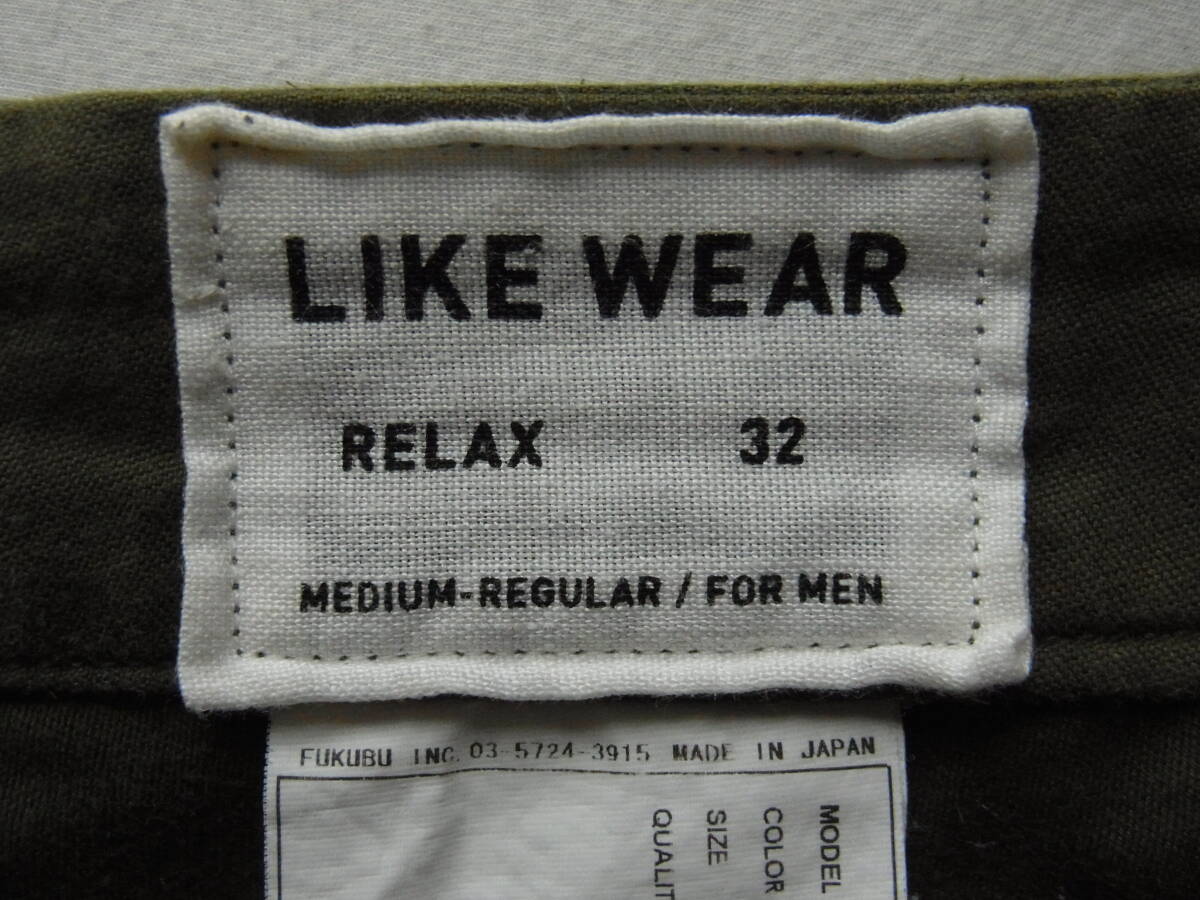 LIKE WEAR
RELAX 32
MEDIUM-REGULAR / FOR MEN
FUKUBU INC. 03-5724-3915 MADE IN JAPAN
MODEL
COLOR
SIZE
QUALIT